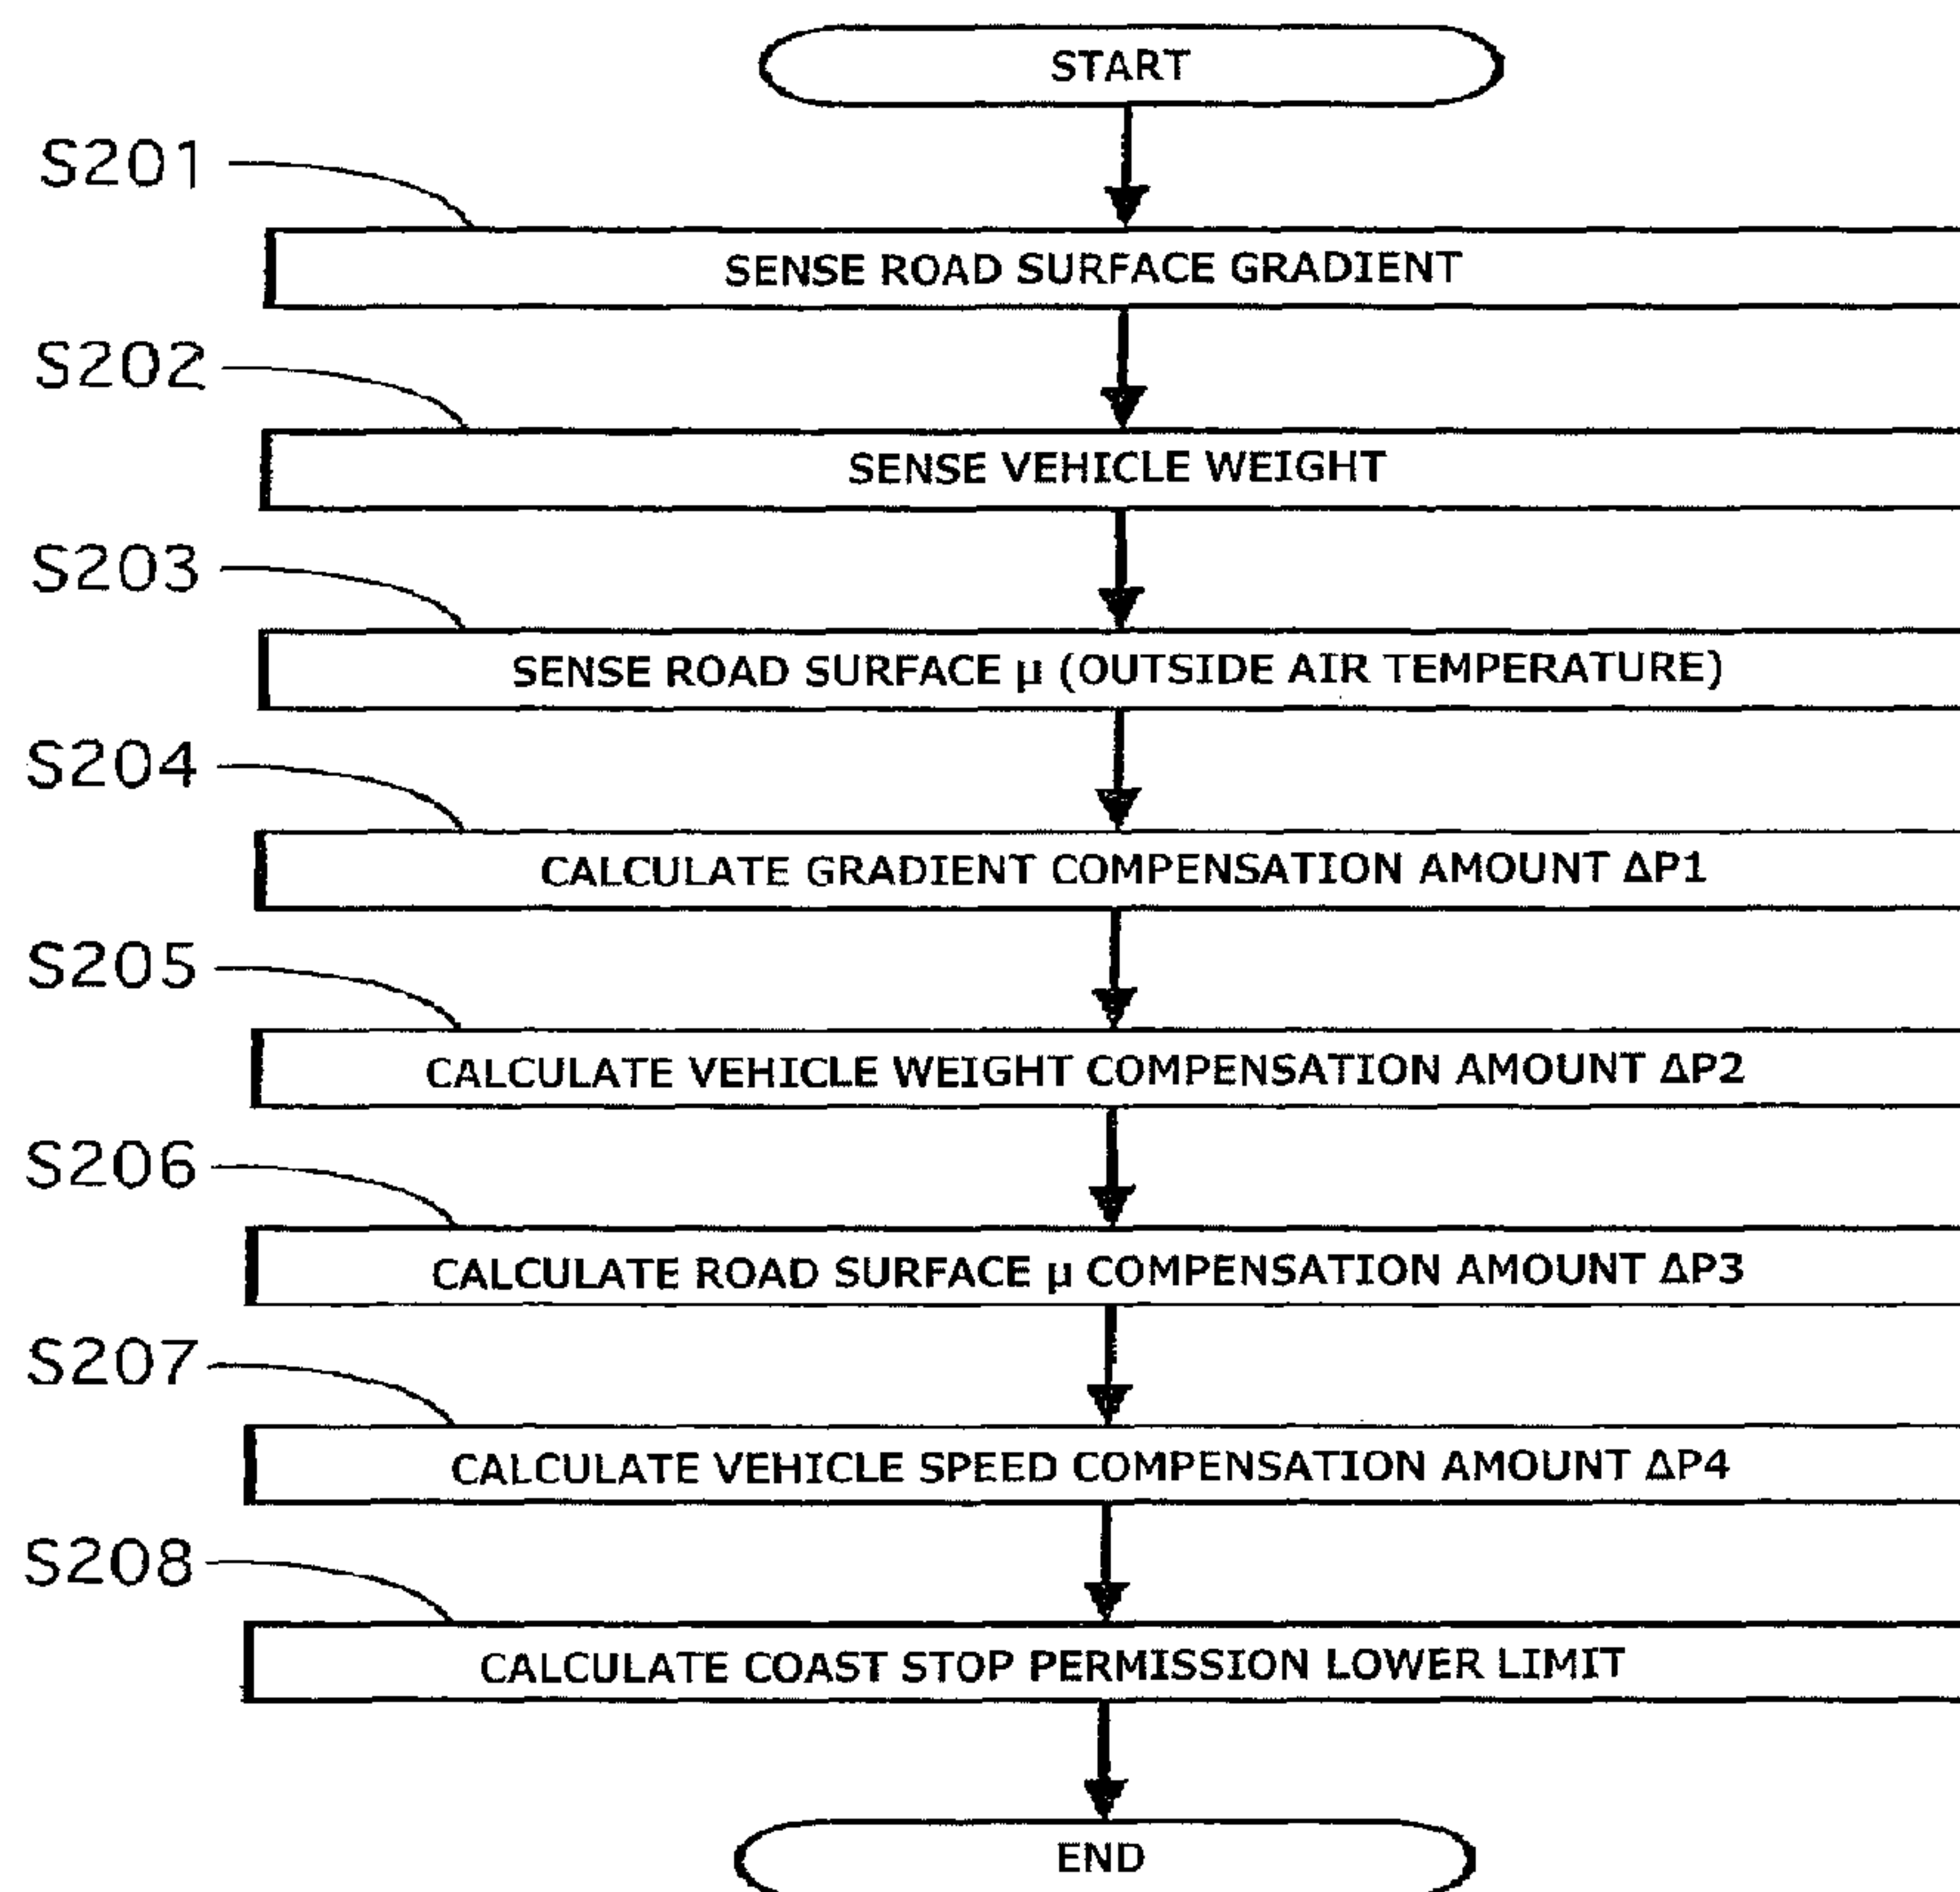 START
S201
SENSE ROAD SURFACE GRADIENT
S202
SENSE VEHICLE WEIGHT
S203
SENSE ROAD SURFACE μ (OUTSIDE AIR TEMPERATURE)
S204
CALCULATE GRADIENT COMPENSATION AMOUNT ΔP1
S205
CALCULATE VEHICLE WEIGHT COMPENSATION AMOUNT ΔP2
S206
CALCULATE ROAD SURFACE μ COMPENSATION AMOUNT ΔP3
S207
CALCULATE VEHICLE SPEED COMPENSATION AMOUNT ΔP4
S208
CALCULATE COAST STOP PERMISSION LOWER LIMIT
END